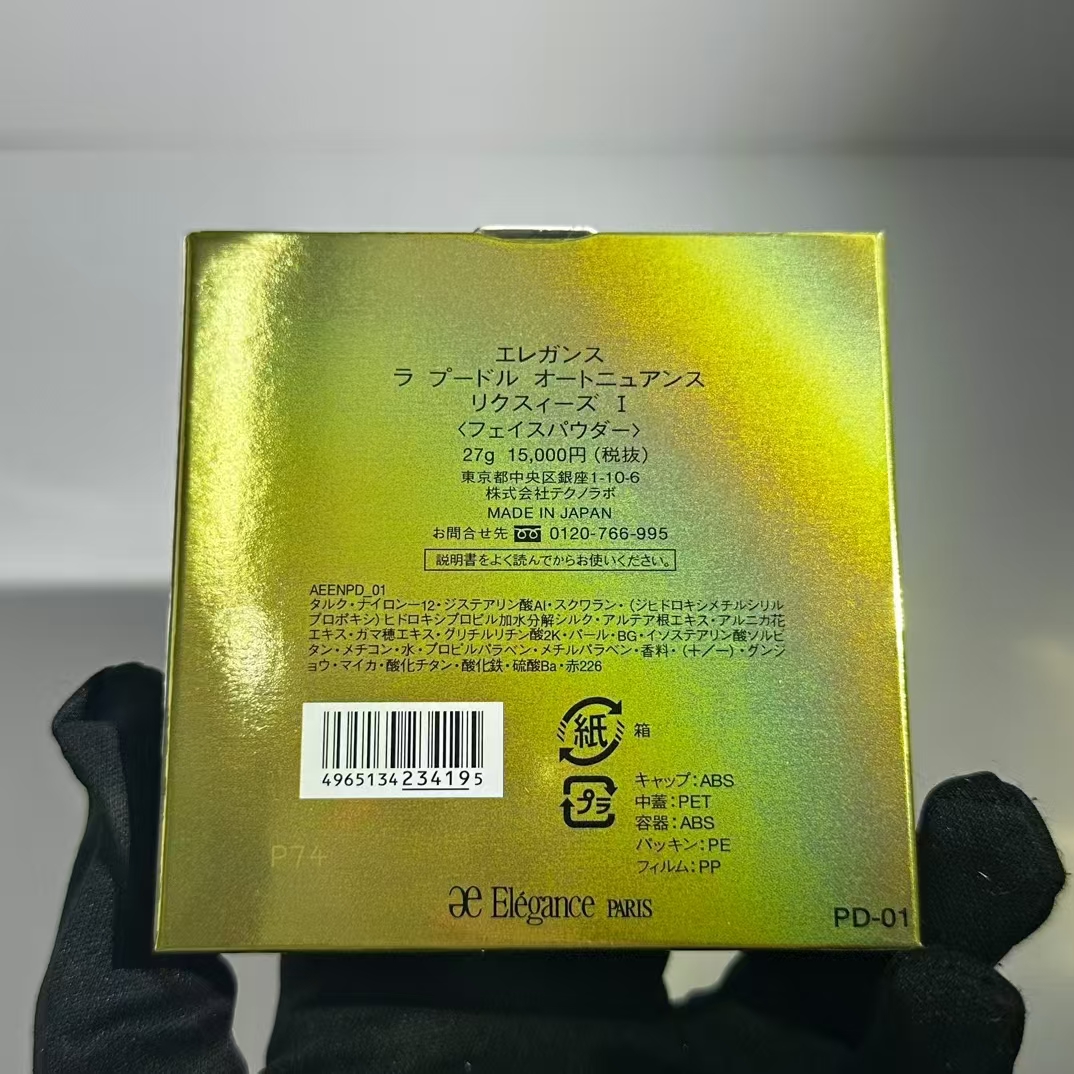 エレガンス
ラ プードル オートニュアンス
リクスィーズ I
〈フェイスパウダー〉
27g 15,000円(税抜)
東京都中央区銀座1-10-6
株式会社テクノラボ
MADE IN JAPAN
お問合せ先 0120-766-995
説明書をよく読んでからお使いください。
AEENPD_01
タルク・ナイロンー12・ジステアリン酸Al・スクワラン・(ジヒドロキシメチルシリル
プロポキシ)ヒドロキシプロピル加水分解シルク・アルテア根エキス・アルニカ花
エキス・ガマ穂エキス・グリチルリチン酸2K・パール・BG・イソステアリン酸ソルビ
タン・メチコン・水・プロピルパラベン・メチルパラベン・香料・(+/−)・グンジ
ョウ・マイカ・酸化チタン・酸化鉄・硫酸Ba・赤226
4965134234195
紙 箱
プラ
キャップ:ABS
中蓋:PET
容器:ABS
パッキン:PE
フィルム:PP
P74
æ Elégance PARIS
PD-01